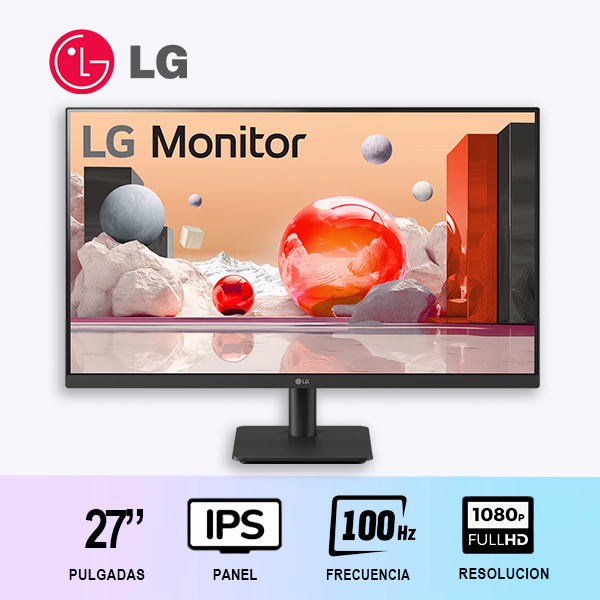 LG
LG Monitor
LG
27”
PULGADAS
IPS
PANEL
100Hz
FRECUENCIA
1080P
FULLHD
RESOLUCION